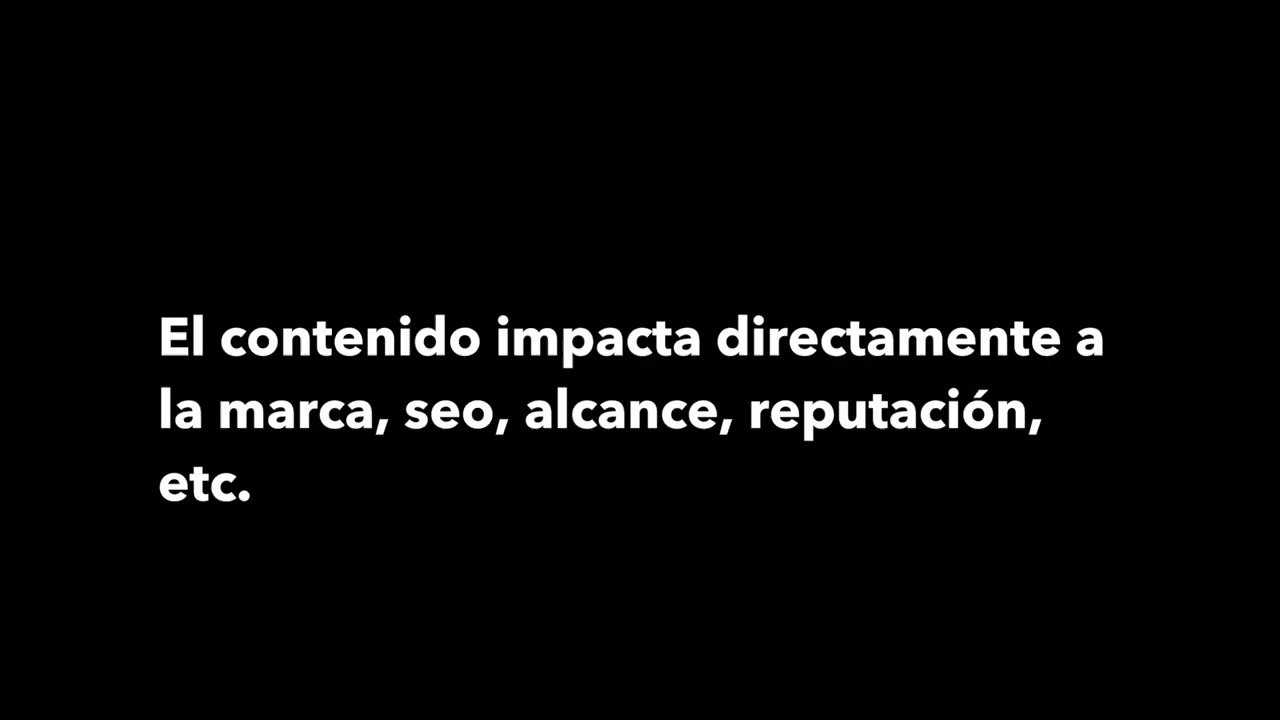 El contenido impacta directamente a
la marca, seo, alcance, reputación,
etc.